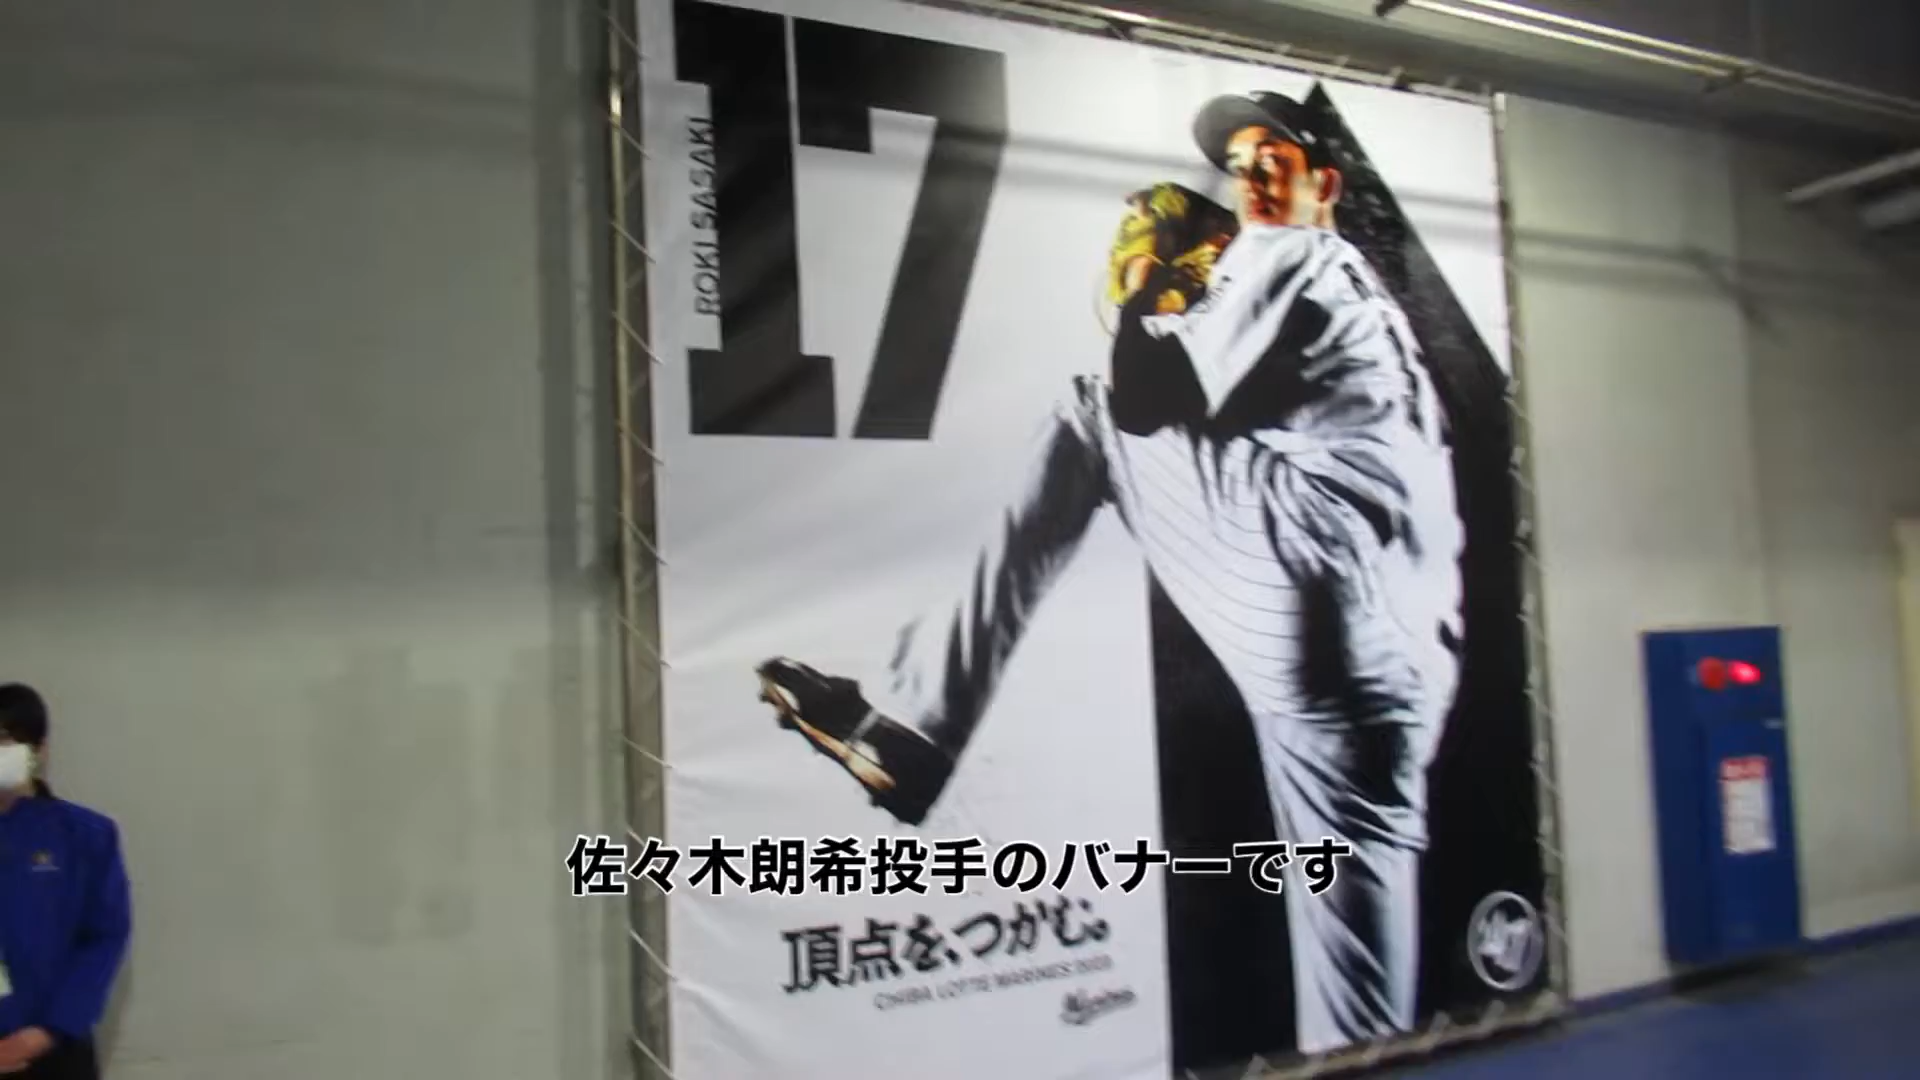 17
ROKI SASAKI
佐々木朗希投手のバナーです
頂点を、つかむ。
CHIBA LOTTE MARINES
Marines